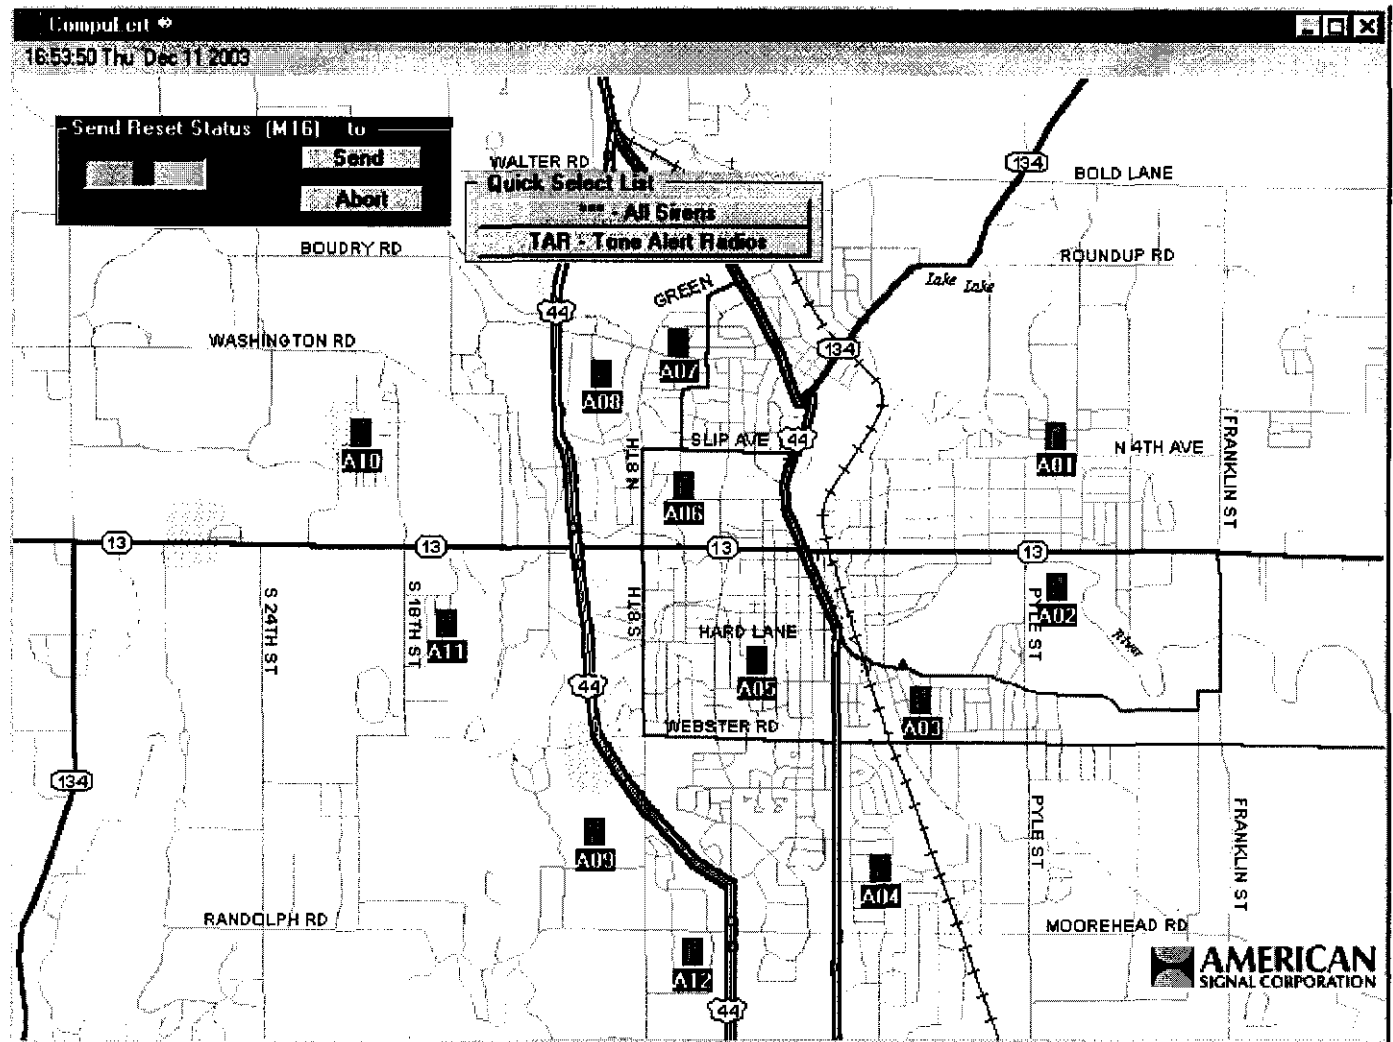 CompuLert
16:53:50 Thu Dec 11 2003
Send Reset Status (M16) to
Send
Abort
Quick Select List
*** - All Sirens
TAR - Tone Alert Radios
WALTER RD
134
BOLD LANE
BOUDRY RD
ROUNDUP RD
Lake Lake
GREEN
44
WASHINGTON RD
134
A07
A08
A10
SLIP AVE
44
N 8TH
A01
N 4TH AVE
FRANKLIN ST
A06
13
13
13
13
S 24TH ST
S 18TH ST
S 8TH
HARD LANE
PYLE ST
A02
River
A11
A05
44
A03
WEBSTER RD
134
PYLE ST
FRANKLIN ST
A09
A04
RANDOLPH RD
MOOREHEAD RD
A12
44
AMERICAN
SIGNAL CORPORATION